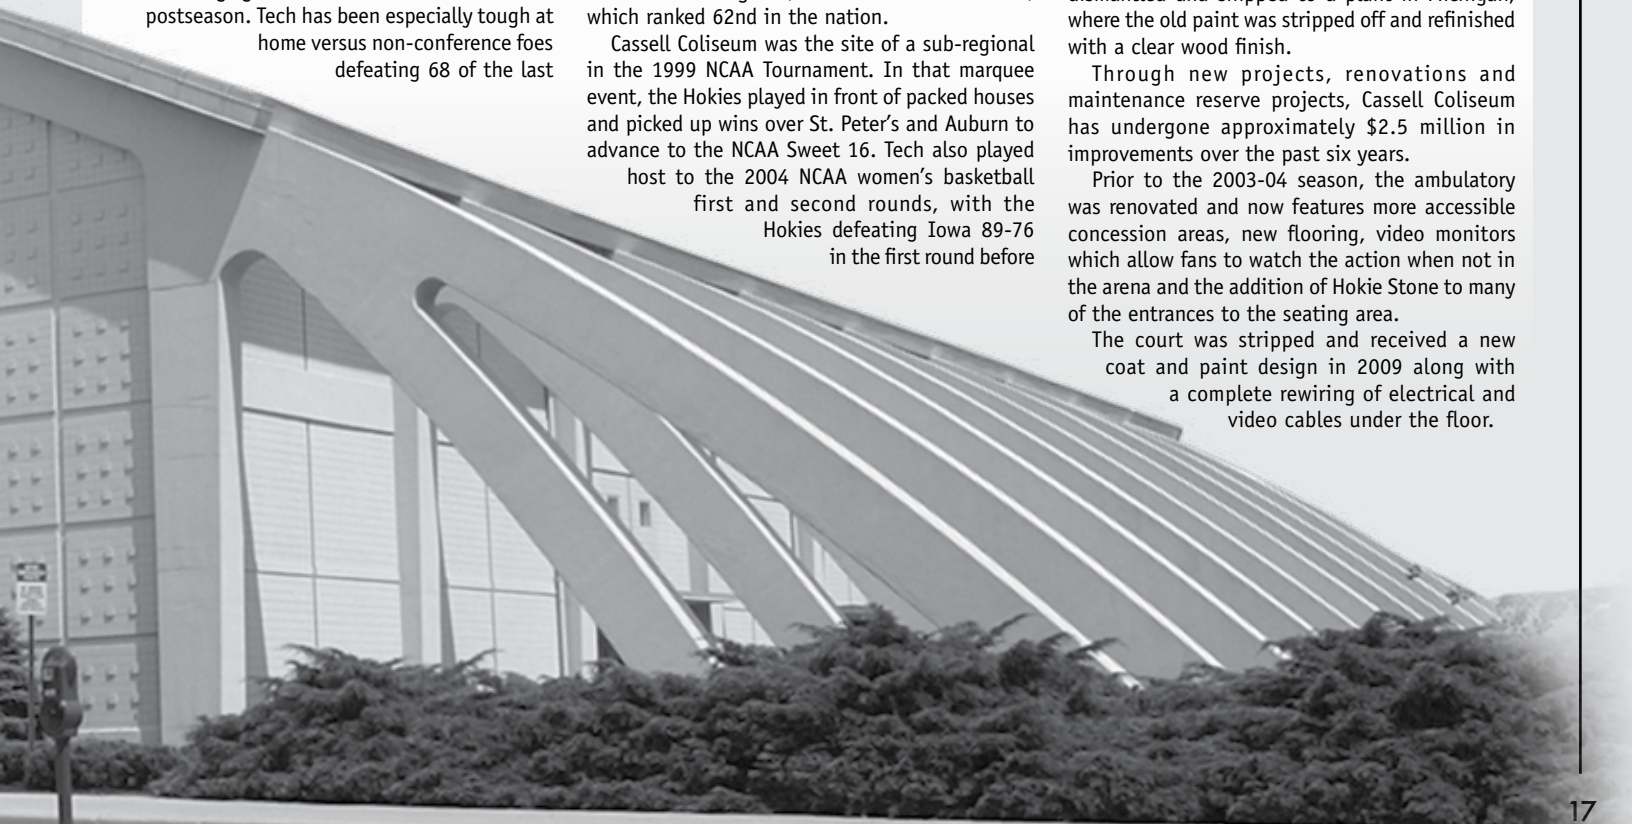 postseason. Tech has been especially tough at
home versus non-conference foes
defeating 68 of the last
which ranked 62nd in the nation.
Cassell Coliseum was the site of a sub-regional
in the 1999 NCAA Tournament. In that marquee
event, the Hokies played in front of packed houses
and picked up wins over St. Peter's and Auburn to
advance to the NCAA Sweet 16. Tech also played
host to the 2004 NCAA women's basketball
first and second rounds, with the
Hokies defeating Iowa 89-76
in the first round before
where the old paint was stripped off and refinished
with a clear wood finish.
Through new projects, renovations and
maintenance reserve projects, Cassell Coliseum
has undergone approximately $2.5 million in
improvements over the past six years.
Prior to the 2003-04 season, the ambulatory
was renovated and now features more accessible
concession areas, new flooring, video monitors
which allow fans to watch the action when not in
the arena and the addition of Hokie Stone to many
of the entrances to the seating area.
The court was stripped and received a new
coat and paint design in 2009 along with
a complete rewiring of electrical and
video cables under the floor.
17